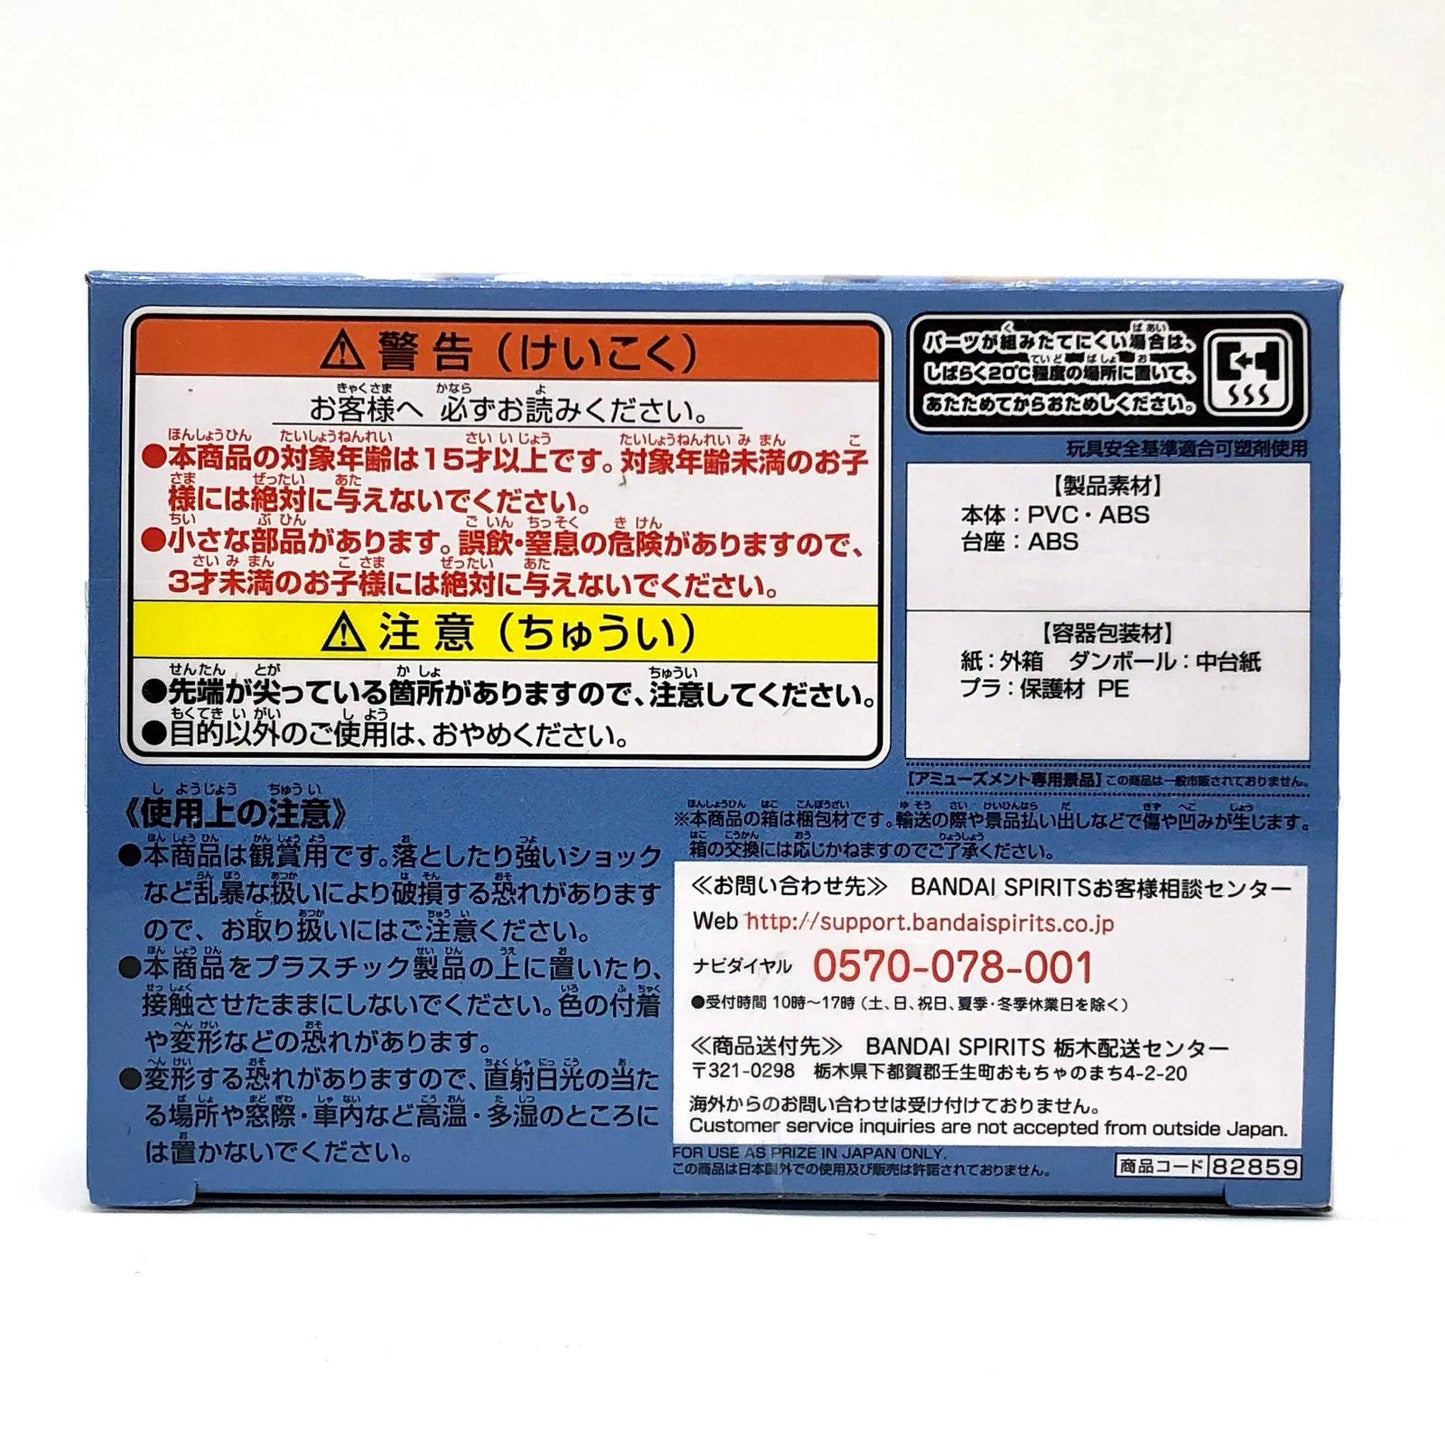 ⚠警告(けいこく)
お客様へ 必ずお読みください。
●本商品の対象年齢は15才以上です。対象年齢未満のお子
様には絶対に与えないでください。
●小さな部品があります。誤飲・窒息の危険がありますので、
3才未満のお子様には絶対に与えないでください。
⚠注意(ちゅうい)
●先端が尖っている箇所がありますので、注意してください。
●目的以外のご使用は、おやめください。
《使用上の注意》
●本商品は観賞用です。落としたり強いショック
など乱暴な扱いにより破損する恐れがあります
ので、お取り扱いにはご注意ください。
●本商品をプラスチック製品の上に置いたり、
接触させたままにしないでください。色の付着
や変形などの恐れがあります。
●変形する恐れがありますので、直射日光の当た
る場所や窓際・車内など高温・多湿のところに
は置かないでください。
パーツが組みたてにくい場合は、
しばらく20℃程度の場所に置いて、
あたためてからおためしください。
玩具安全基準適合可塑剤使用
【製品素材】
本体:PVC・ABS
台座:ABS
【容器包装材】
紙:外箱 ダンボール:中台紙
プラ:保護材 PE
【アミューズメント専用景品】この商品は一般市販されておりません。
※本商品の箱は梱包材です。輸送の際や景品払い出しなどで傷や凹みが生じます。
箱の交換には応じかねますのでご了承ください。
≪お問い合わせ先≫ BANDAI SPIRITSお客様相談センター
Web http://support.bandaispirits.co.jp
ナビダイヤル 0570-078-001
●受付時間 10時～17時(土、日、祝日、夏季・冬季休業日を除く)
≪商品送付先≫ BANDAI SPIRITS 栃木配送センター
〒321-0298 栃木県下都賀郡壬生町おもちゃのまち4-2-20
海外からのお問い合わせは受け付けておりません。
Customer service inquiries are not accepted from outside Japan.
FOR USE AS PRIZE IN JAPAN ONLY.
この商品は日本国外での使用及び販売は許諾されておりません。
商品コード 82859